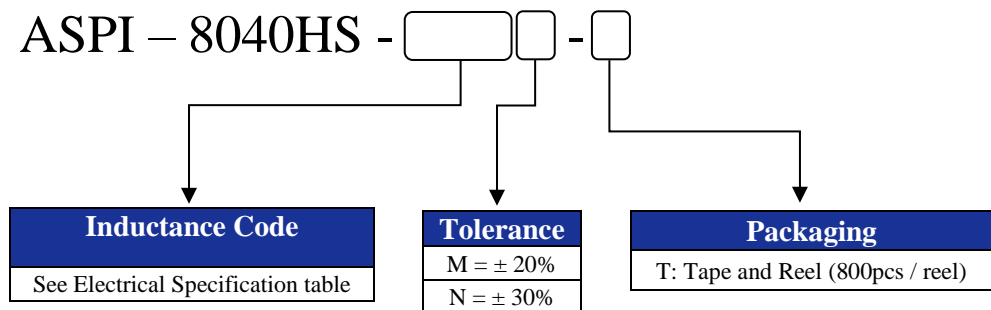 ASPI – 8040HS - -
Inductance Code
See Electrical Specification table
Tolerance
M = ± 20%
N = ± 30%
Packaging
T: Tape and Reel (800pcs / reel)